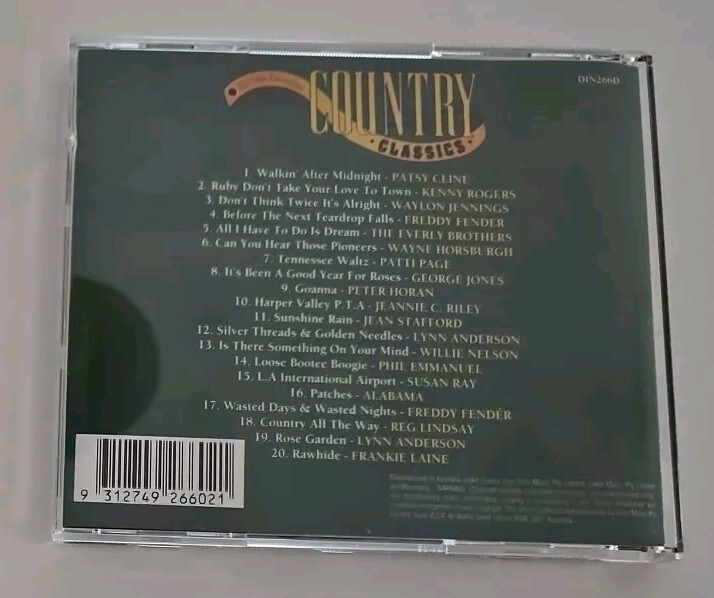 COUNTRY
CLASSICS
DIN266D
1 Walkin' After Midnight - PATSY CLINE
2. Ruby Don't Take Your Love To Town - KENNY ROGERS
3. Don't Think Twice It's Alright - WAYLON JENNINGS
4. Before The Next Teardrop Falls - FREDDY FENDER
5. All I Have To Do Is Dream - THE EVERLY BROTHERS
6. Can You Hear Those Pioneers - WAYNE HORSBURGH
7. Tennessee Waltz - PATTI PAGE
8. It's Been A Good Year For Roses - GEORGE JONES
9. Goanna - PETER HORAN
10. Harper Valley P.T.A - JEANNIE C. RILEY
11. Sunshine Rain - JEAN STAFFORD
12. Silver Threads & Golden Needles - LYNN ANDERSON
13. Is There Something On Your Mind - WILLIE NELSON
14. Loose Bootee Boogie - PHIL EMMANUEL
15. L.A International Airport - SUSAN RAY
16. Patches - ALABAMA
17. Wasted Days & Wasted Nights - FREDDY FENDER
18. Country All The Way - REG LINDSAY
19. Rose Garden - LYNN ANDERSON
20. Rawhide - FRANKIE LAINE
9 312749 266021